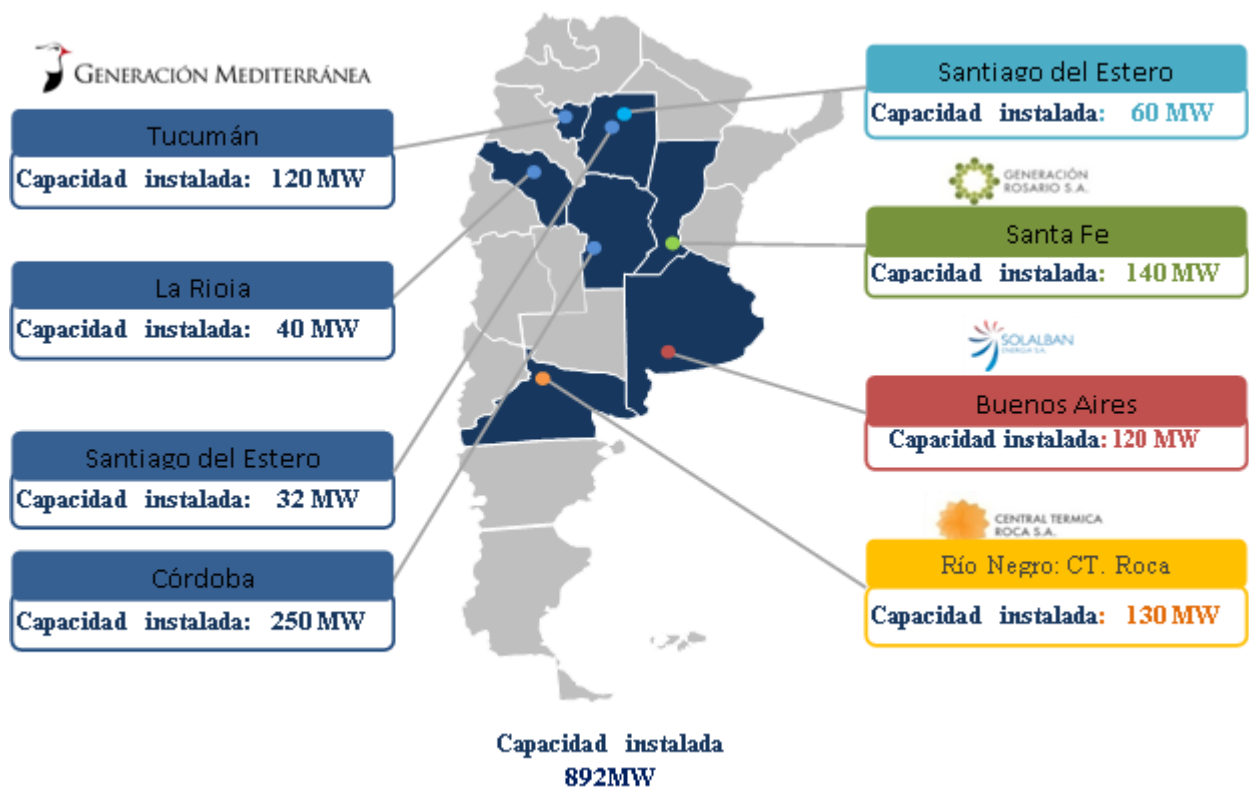 GENERACIÓN MEDITERRÁNEA
Tucumán
Capacidad instalada: 120 MW
La Rioia
Capacidad instalada: 40 MW
Santiago del Estero
Capacidad instalada: 32 MW
Córdoba
Capacidad instalada: 250 MW
Santiago del Estero
Capacidad instalada: 60 MW
GENERACIÓN
ROSARIO S.A.
Santa Fe
Capacidad instalada: 140 MW
SOLALBAN
ENERGIA S.A.
Buenos Aires
Capacidad instalada: 120 MW
CENTRAL TERMICA
ROCA S.A.
Río Negro: CT. Roca
Capacidad instalada: 130 MW
Capacidad instalada
892MW